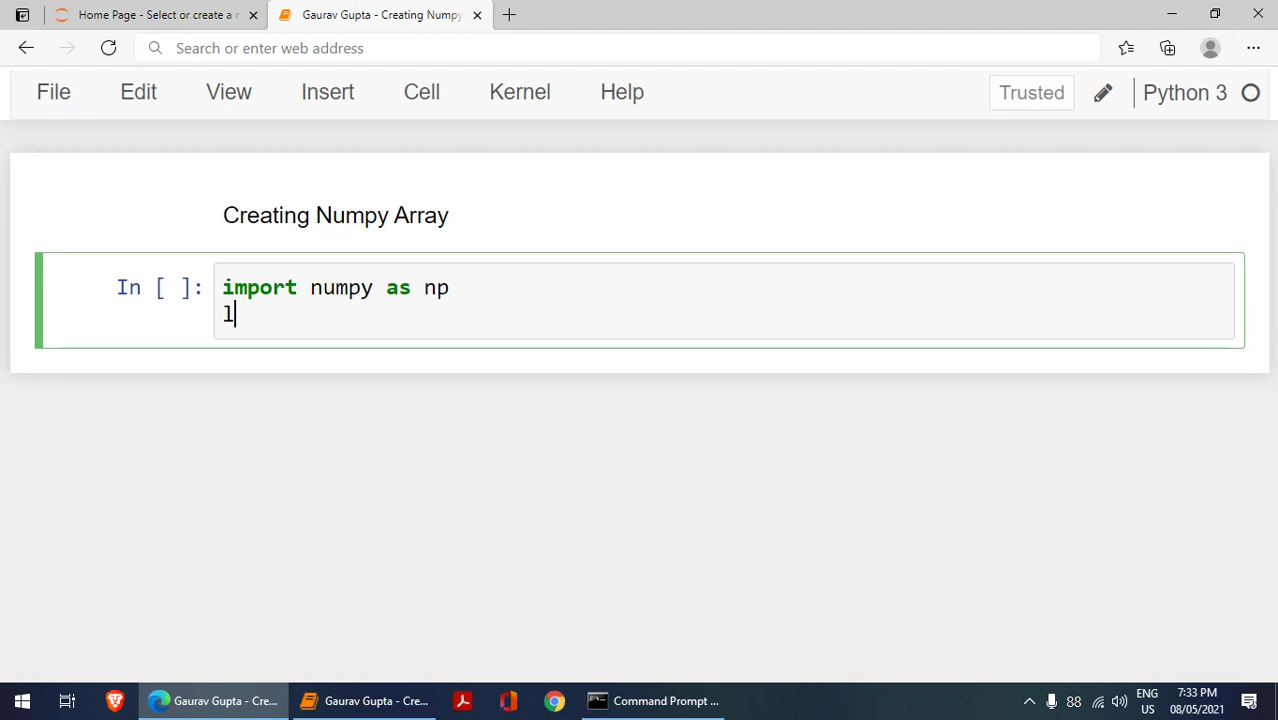 Home Page - Select or create a n
Gaurav Gupta - Creating Numpy
Search or enter web address
File Edit View Insert Cell Kernel Help Trusted Python 3
Creating Numpy Array
In [ ]: import numpy as np
l
Gaurav Gupta - Cre...
Gaurav Gupta - Cre...
Command Prompt ...
88
ENG
US
7:33 PM
08/05/2021